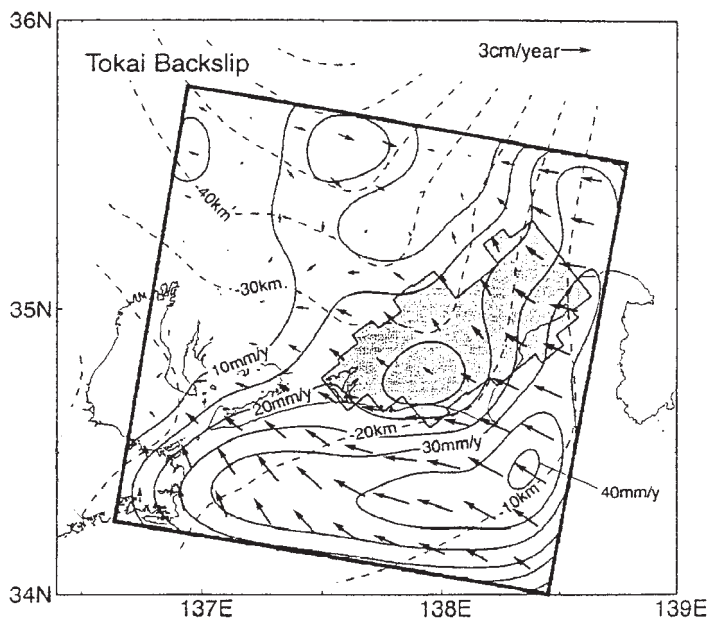 36N
3cm/year
Tokai Backslip
-40km
-30km
35N
10mm/y
20mm/y
-20km
30mm/y
-10km
40mm/y
34N
137E
138E
139E